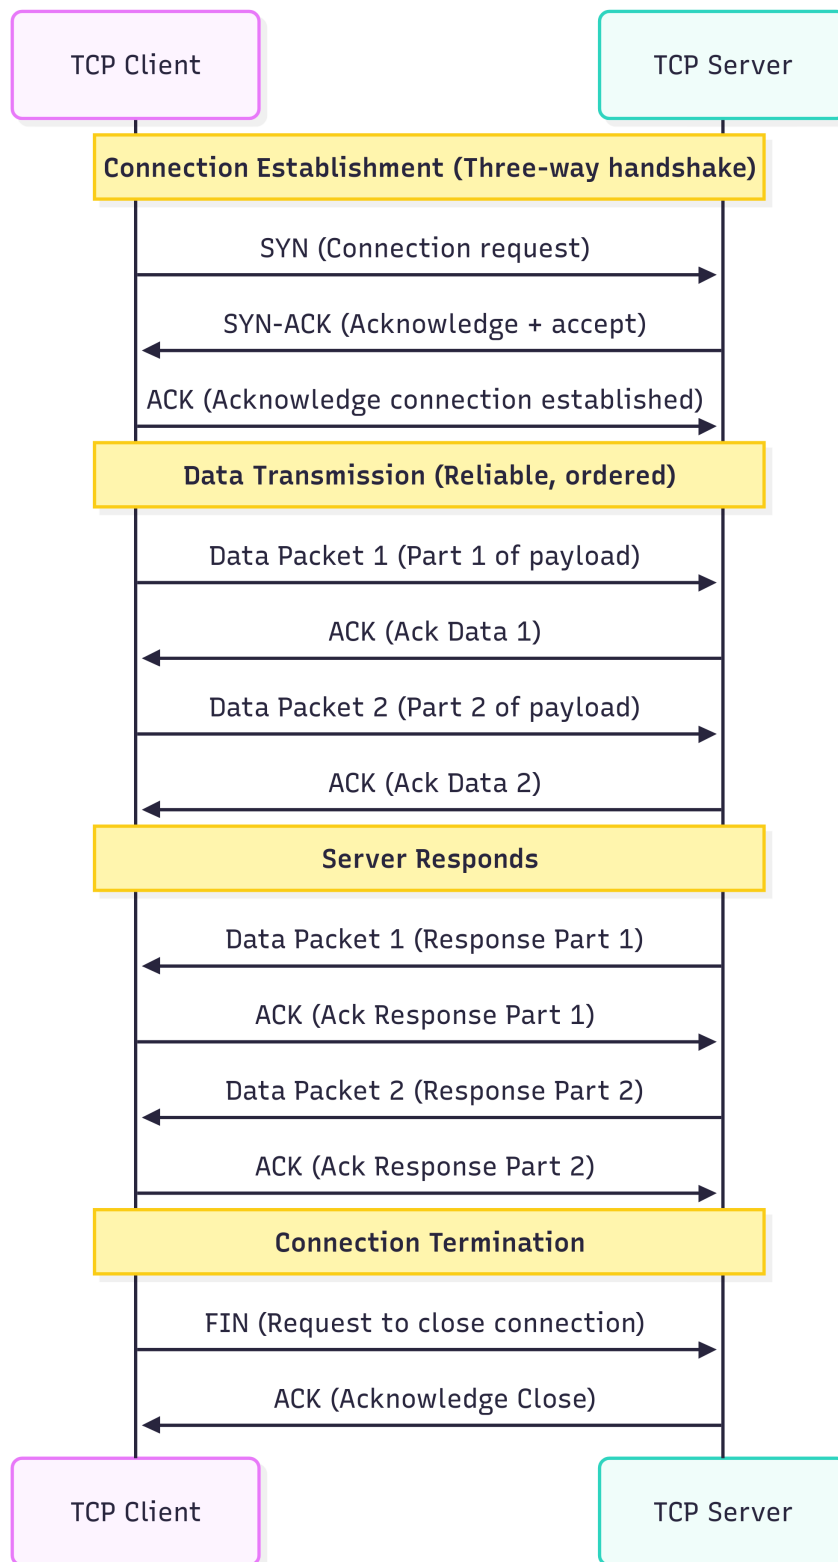 TCP Client
TCP Server
Connection Establishment (Three-way handshake)
SYN (Connection request)
SYN-ACK (Acknowledge + accept)
ACK (Acknowledge connection established)
Data Transmission (Reliable, ordered)
Data Packet 1 (Part 1 of payload)
ACK (Ack Data 1)
Data Packet 2 (Part 2 of payload)
ACK (Ack Data 2)
Server Responds
Data Packet 1 (Response Part 1)
ACK (Ack Response Part 1)
Data Packet 2 (Response Part 2)
ACK (Ack Response Part 2)
Connection Termination
FIN (Request to close connection)
ACK (Acknowledge Close)
TCP Client
TCP Server